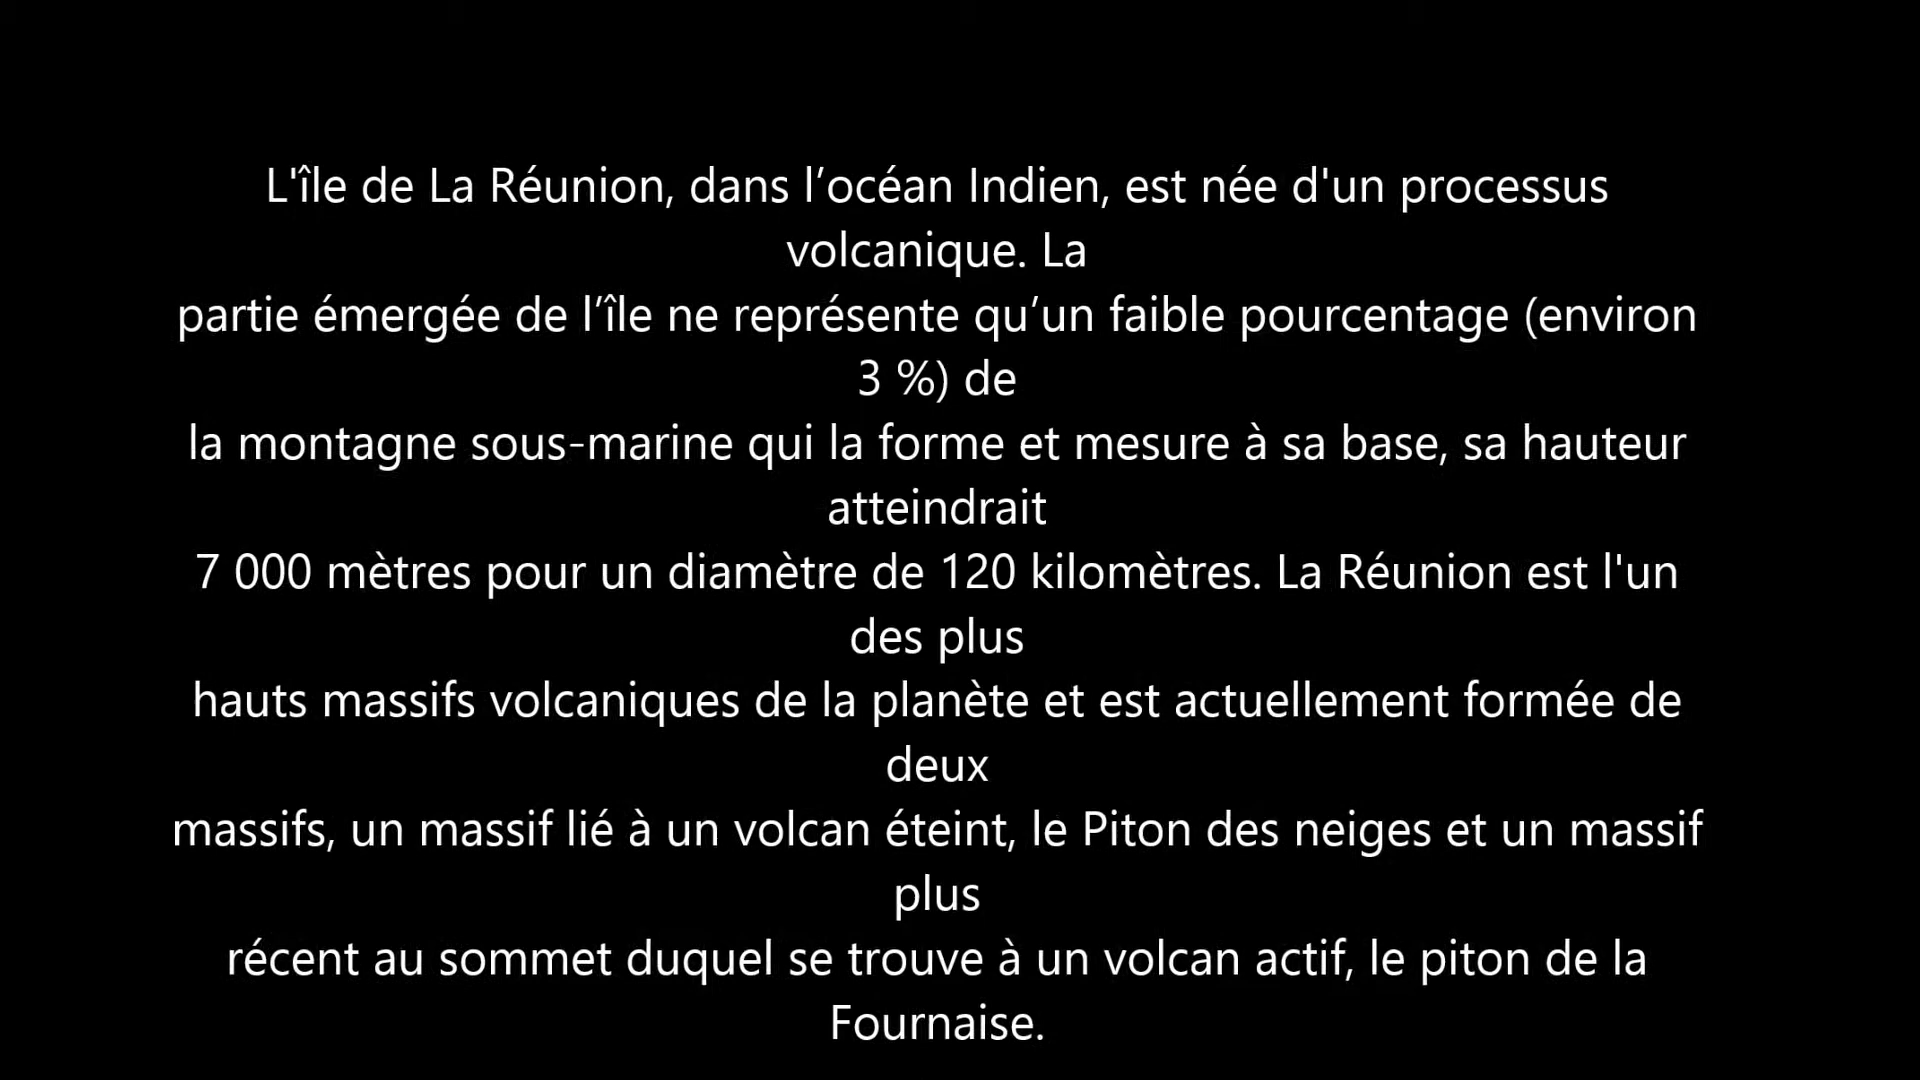 L'île de La Réunion, dans l’océan Indien, est née d'un processus
volcanique. La
partie émergée de l’île ne représente qu’un faible pourcentage (environ
3 %) de
la montagne sous-marine qui la forme et mesure à sa base, sa hauteur
atteindrait
7 000 mètres pour un diamètre de 120 kilomètres. La Réunion est l'un
des plus
hauts massifs volcaniques de la planète et est actuellement formée de
deux
massifs, un massif lié à un volcan éteint, le Piton des neiges et un massif
plus
récent au sommet duquel se trouve à un volcan actif, le piton de la
Fournaise.